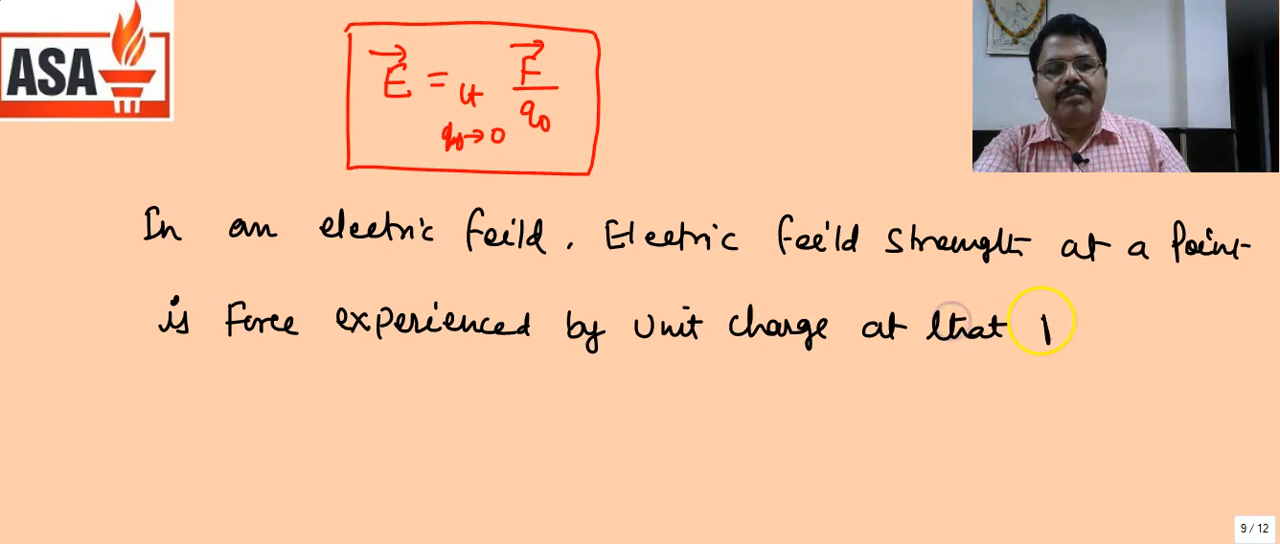 ASA
E = Lt F/q₀
q₀→0
In an electric feild. Electric feild strength at a Point
is Force experienced by unit charge at that
9 / 12